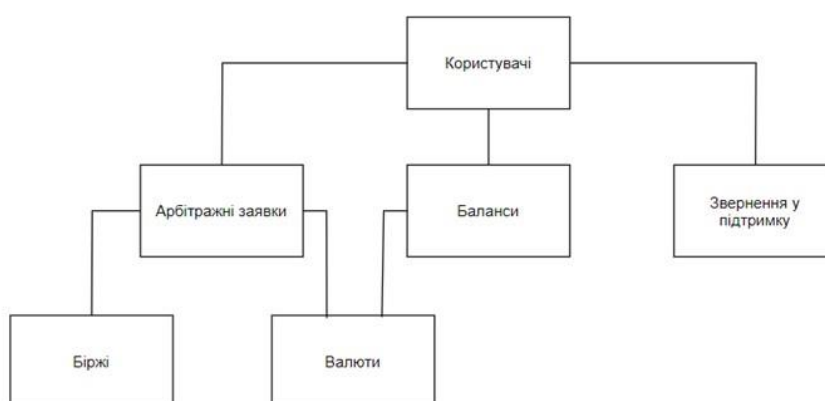 Користувачі
Арбітражні заявки
Баланси
Звернення у
підтримку
Біржі
Валюти